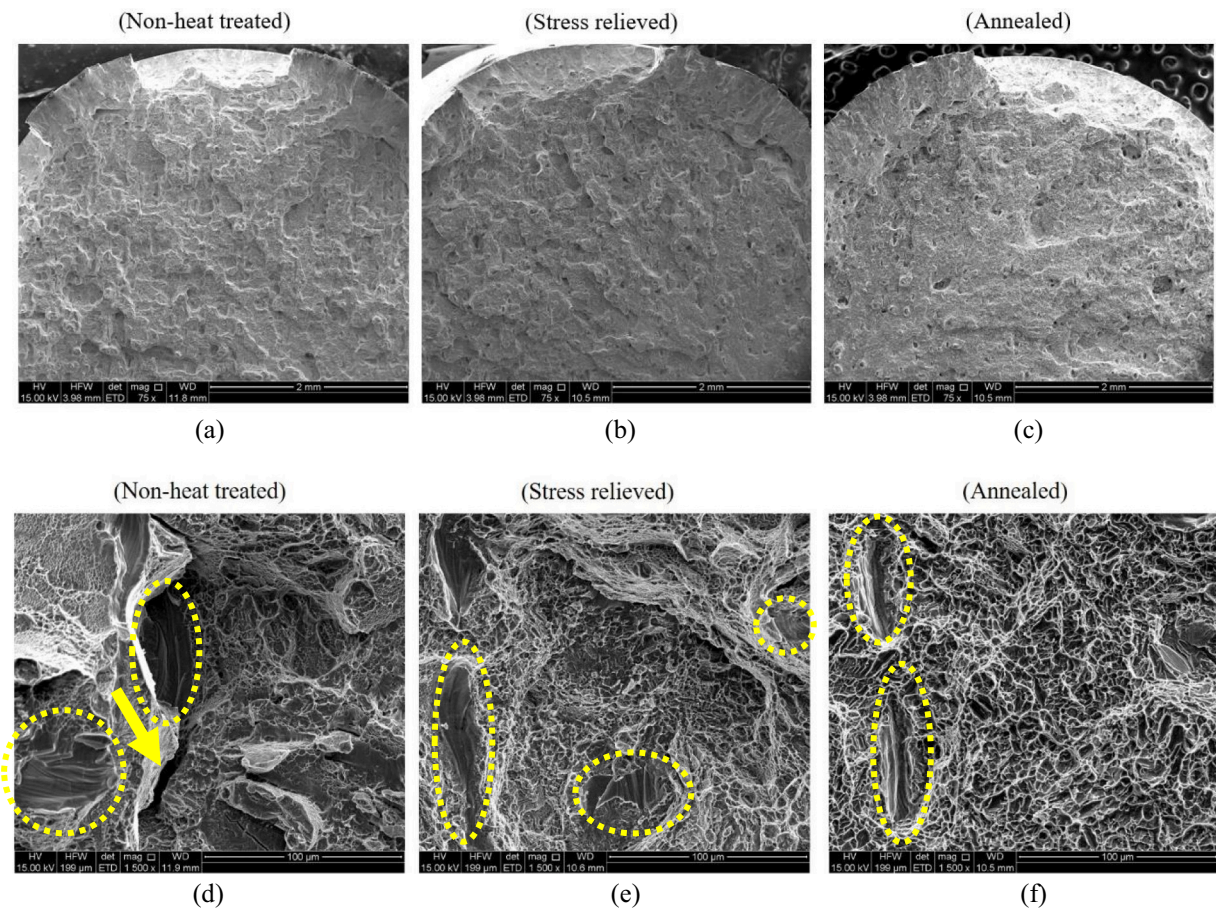 (Non-heat treated) (Stress relieved) (Annealed)
HV HFW det mag □ WD 2 mm
15.00 kV 3.98 mm ETD 75 x 11.8 mm
HV HFW det mag □ WD 2 mm
15.00 kV 3.98 mm ETD 75 x 10.5 mm
HV HFW det mag □ WD 2 mm
15.00 kV 3.98 mm ETD 75 x 10.5 mm
(a) (b) (c)
(Non-heat treated) (Stress relieved) (Annealed)
HV HFW det mag □ WD 100 µm
15.00 kV 199 µm ETD 1 500 x 11.9 mm
HV HFW det mag □ WD 100 µm
15.00 kV 199 µm ETD 1 500 x 10.6 mm
HV HFW det mag □ WD 100 µm
15.00 kV 199 µm ETD 1 500 x 10.5 mm
(d) (e) (f)